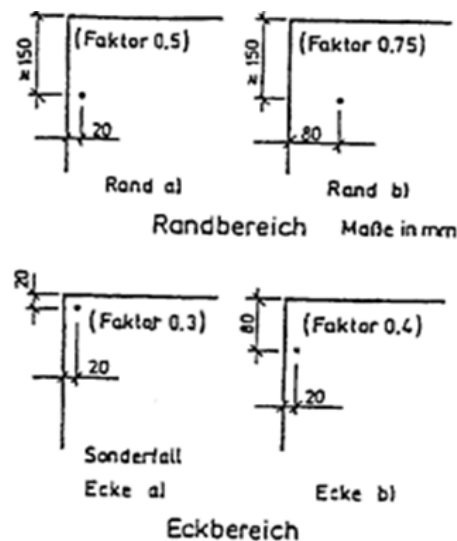 ≥150
(Faktor 0.5)
20
Rand a)
≥150
(Faktor 0.75)
80
Rand b)
Randbereich Maße in mm
20
(Faktor 0.3)
20
Sonderfall
Ecke a)
80
(Faktor 0.4)
20
Ecke b)
Eckbereich